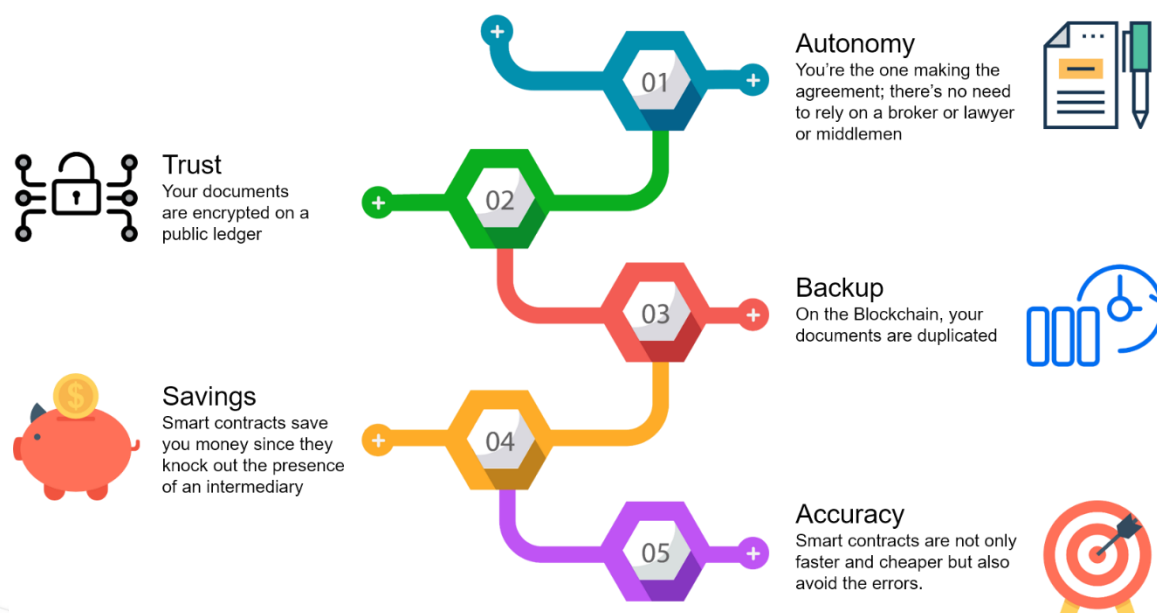 01
Autonomy
You're the one making the
agreement; there's no need
to rely on a broker or lawyer
or middlemen
02
Trust
Your documents
are encrypted on a
public ledger
03
Backup
On the Blockchain, your
documents are duplicated
04
Savings
Smart contracts save
you money since they
knock out the presence
of an intermediary
$
05
Accuracy
Smart contracts are not only
faster and cheaper but also
avoid the errors.